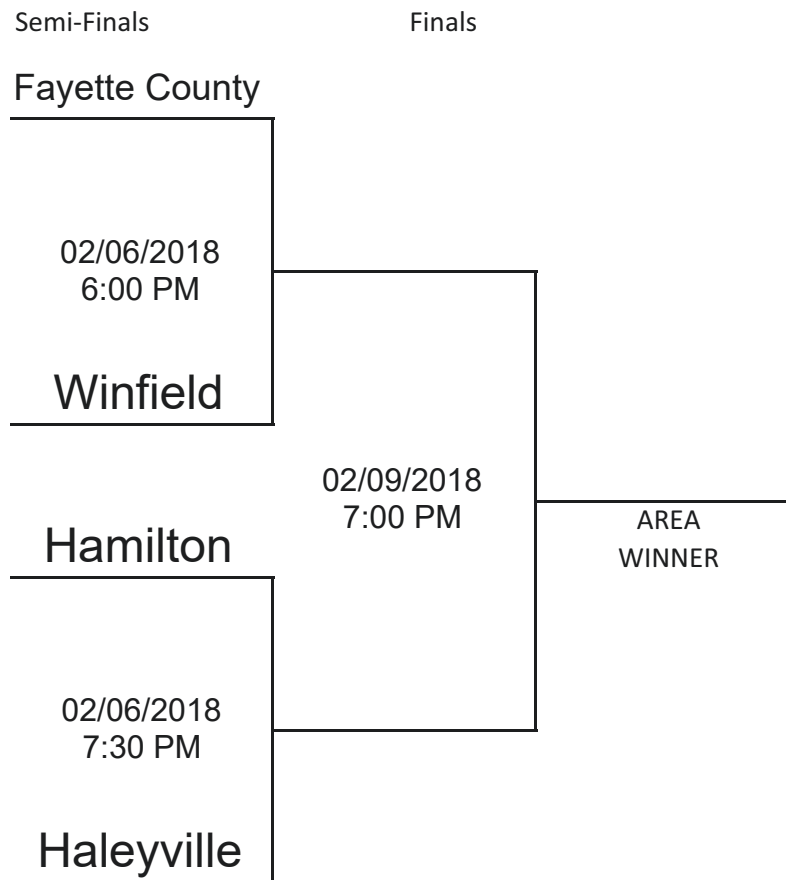 Semi-Finals Finals
Fayette County
02/06/2018
6:00 PM
Winfield
02/09/2018
7:00 PM
AREA
WINNER
Hamilton
02/06/2018
7:30 PM
Haleyville